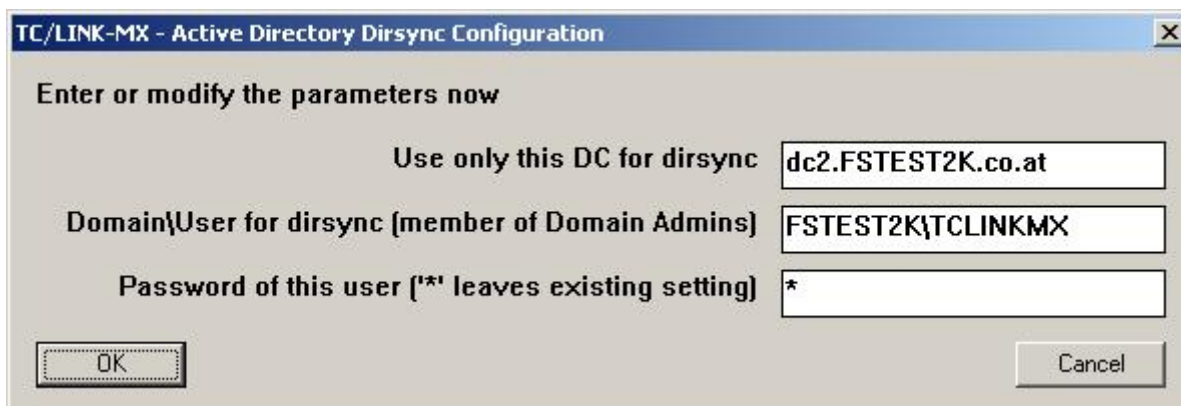 TC/LINK-MX - Active Directory Dirsync Configuration
Enter or modify the parameters now
Use only this DC for dirsync dc2.FSTEST2K.co.at
Domain\User for dirsync (member of Domain Admins) FSTEST2K\TCLINKMX
Password of this user ('*' leaves existing setting) *
OK Cancel